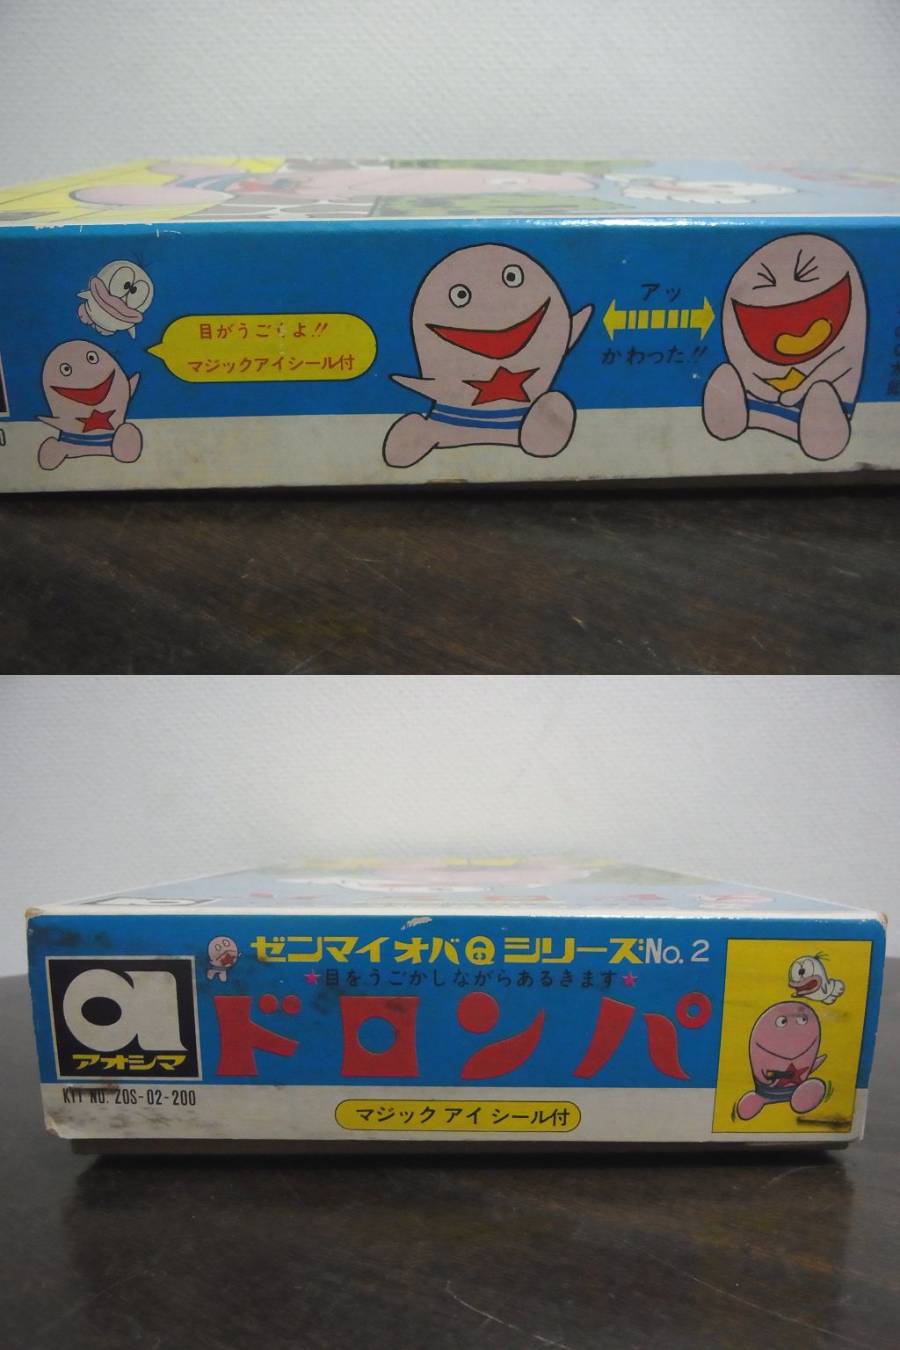 目がうごくよ!!
マジックアイシール付
アッ
かわった!!
ゼンマイオバQシリーズNo.2
★目をうごかしながらあるきます★
ドロンパ
アオシマ
KIT NO. ZOS-02-200
マジック アイ シール付